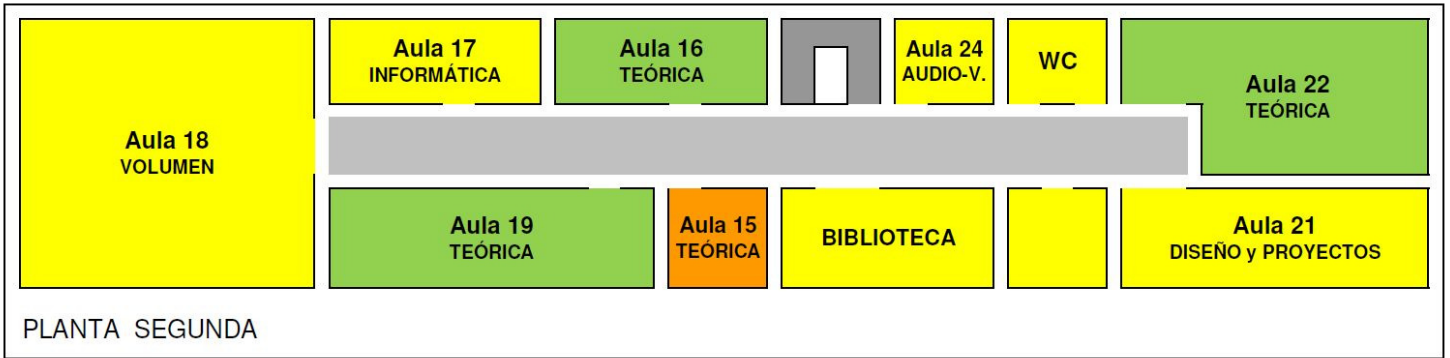 Aula 17
INFORMÁTICA
Aula 16
TEÓRICA
Aula 24
AUDIO-V.
WC
Aula 22
TEÓRICA
Aula 18
VOLUMEN
Aula 19
TEÓRICA
Aula 15
TEÓRICA
BIBLIOTECA
Aula 21
DISEÑO y PROYECTOS
PLANTA SEGUNDA